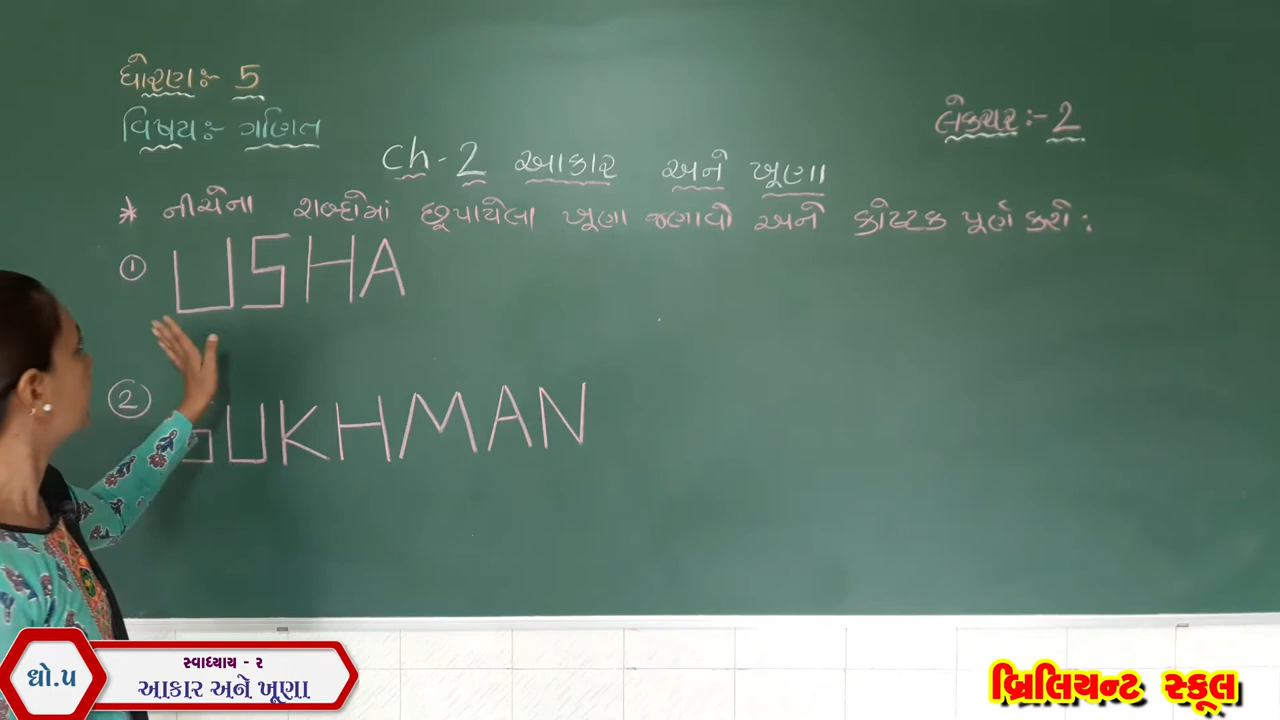 ધોરણઃ- 5
વિષયઃ- ગણિત
લેકચર :- 2
ch - 2 આકાર અને ખૂણા
* નીચેના શબ્દોમાં છૂપાયેલા ખૂણા જણાવો અને કોષ્ટક પૂર્ણ કરો :
① USHA
② SUKHMAN
ધો.૫
સ્વાધ્યાય - ૨
આકાર અને ખૂણા
બ્રિલિયન્ટ સ્કૂલ